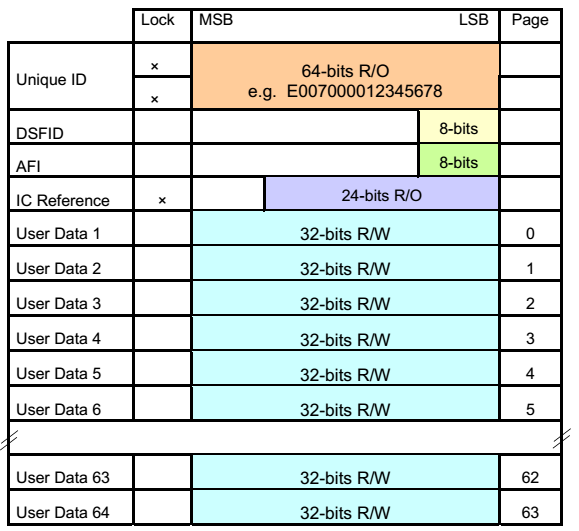 Lock MSB LSB Page
Unique ID × 64-bits R/O
× e.g. E007000012345678
DSFID 8-bits
AFI 8-bits
IC Reference × 24-bits R/O
User Data 1 32-bits R/W 0
User Data 2 32-bits R/W 1
User Data 3 32-bits R/W 2
User Data 4 32-bits R/W 3
User Data 5 32-bits R/W 4
User Data 6 32-bits R/W 5
User Data 63 32-bits R/W 62
User Data 64 32-bits R/W 63